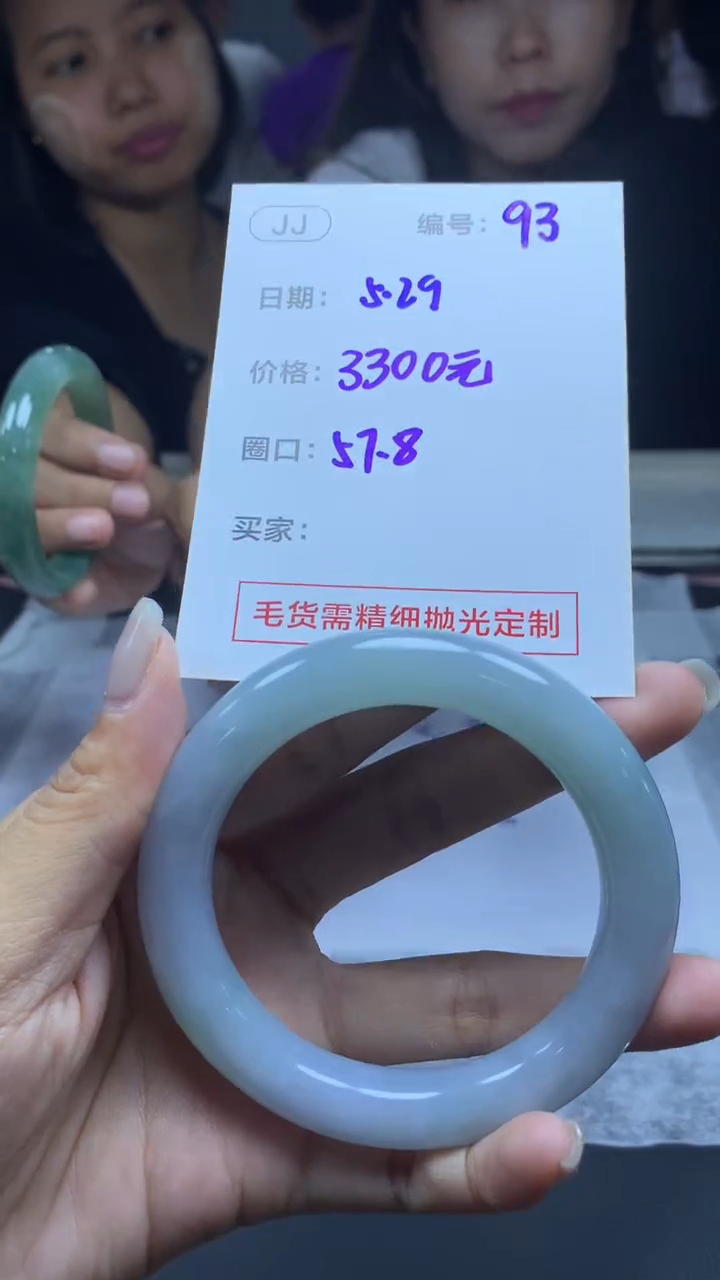 JJ 编号：93
日期：5.29
价格：3300元
圈口：57.8
买家：
毛货需精细抛光定制